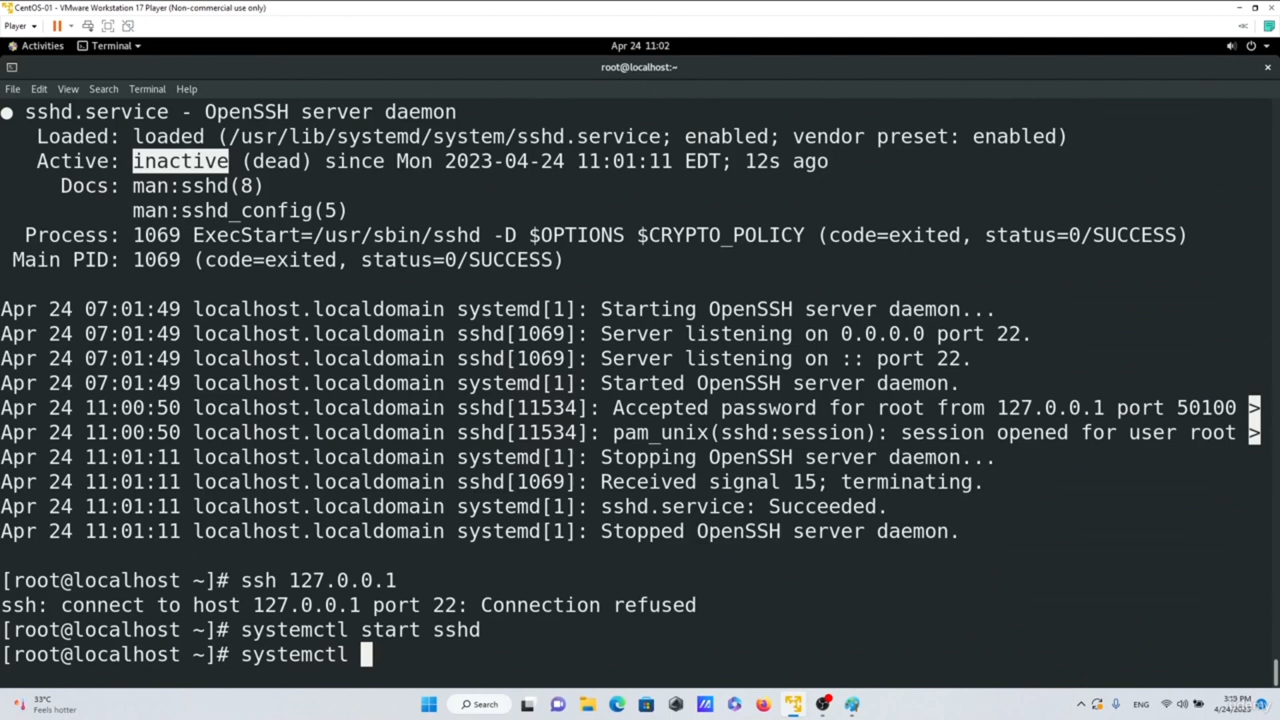 CentOS-01 - VMware Workstation 17 Player (Non-commercial use only)
Player
Activities Terminal Apr 24 11:02
root@localhost:~
File Edit View Search Terminal Help
● sshd.service - OpenSSH server daemon
Loaded: loaded (/usr/lib/systemd/system/sshd.service; enabled; vendor preset: enabled)
Active: inactive (dead) since Mon 2023-04-24 11:01:11 EDT; 12s ago
Docs: man:sshd(8)
man:sshd_config(5)
Process: 1069 ExecStart=/usr/sbin/sshd -D $OPTIONS $CRYPTO_POLICY (code=exited, status=0/SUCCESS)
Main PID: 1069 (code=exited, status=0/SUCCESS)
Apr 24 07:01:49 localhost.localdomain systemd[1]: Starting OpenSSH server daemon...
Apr 24 07:01:49 localhost.localdomain sshd[1069]: Server listening on 0.0.0.0 port 22.
Apr 24 07:01:49 localhost.localdomain sshd[1069]: Server listening on :: port 22.
Apr 24 07:01:49 localhost.localdomain systemd[1]: Started OpenSSH server daemon.
Apr 24 11:00:50 localhost.localdomain sshd[11534]: Accepted password for root from 127.0.0.1 port 50100 >
Apr 24 11:00:50 localhost.localdomain sshd[11534]: pam_unix(sshd:session): session opened for user root >
Apr 24 11:01:11 localhost.localdomain systemd[1]: Stopping OpenSSH server daemon...
Apr 24 11:01:11 localhost.localdomain sshd[1069]: Received signal 15; terminating.
Apr 24 11:01:11 localhost.localdomain systemd[1]: sshd.service: Succeeded.
Apr 24 11:01:11 localhost.localdomain systemd[1]: Stopped OpenSSH server daemon.
[root@localhost ~]# ssh 127.0.0.1
ssh: connect to host 127.0.0.1 port 22: Connection refused
[root@localhost ~]# systemctl start sshd
[root@localhost ~]# systemctl
33°C
Feels hotter
Search
ENG
4/24/2023